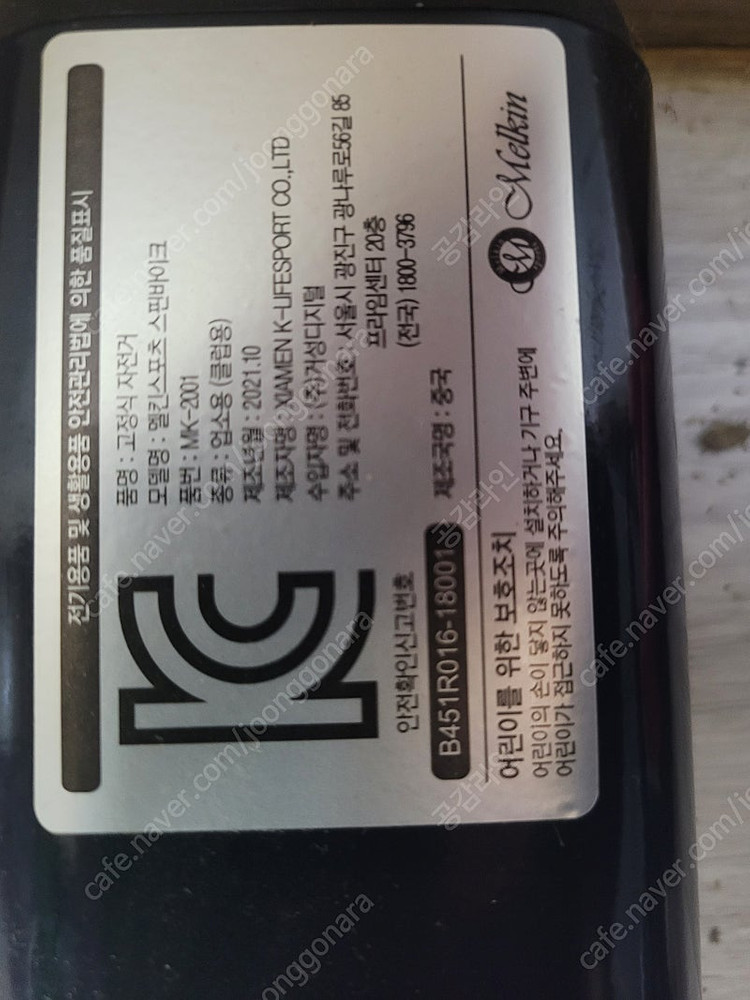 전기용품 및 생활용품 안전관리법에 의한 품질표시
품명 : 고정식 자전거
모델명 : 멜킨스포츠 스핀바이크
품번 : MK-2001
종류 : 업소용 (클럽용)
제조년월 : 2021.10
제조자명 : XIAMEN K-LIFESPORT CO.,LTD
수입자명 : (주)거성디지털
주소 및 전화번호 : 서울시 광진구 광나루로56길 85
프라임센터 20층
(전국) 1800-3796
제조국명 : 중국
안전확인신고번호
B451R016-18001
어린이를 위한 보호조치
어린이의 손이 닿지 않는곳에 설치하거나 기구 주변에
어린이가 접근하지 못하도록 주의해주세요.
Melkin
공감라인
cafe.naver.com/joonggonara